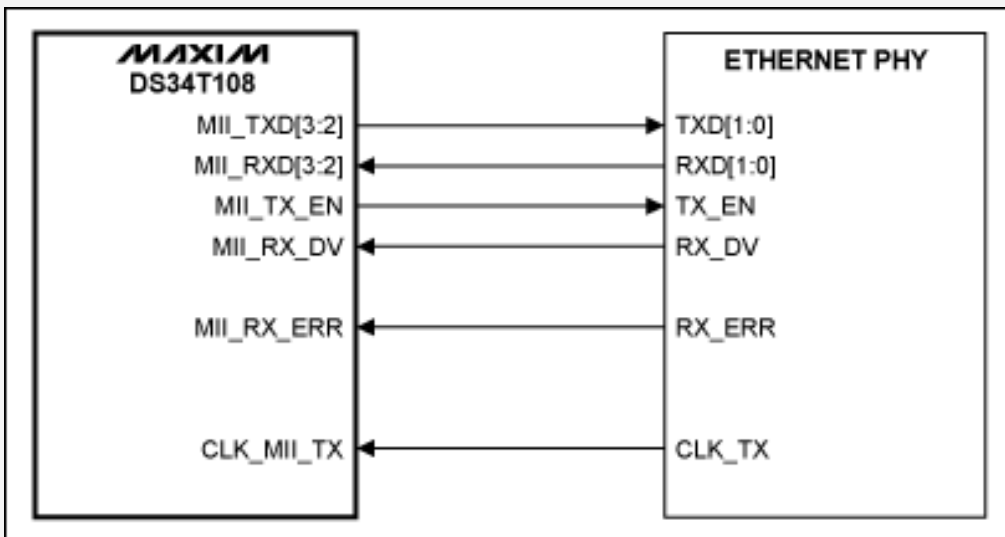 MAXIM
DS34T108
ETHERNET PHY
MII_TXD[3:2]
TXD[1:0]
MII_RXD[3:2]
RXD[1:0]
MII_TX_EN
TX_EN
MII_RX_DV
RX_DV
MII_RX_ERR
RX_ERR
CLK_MII_TX
CLK_TX